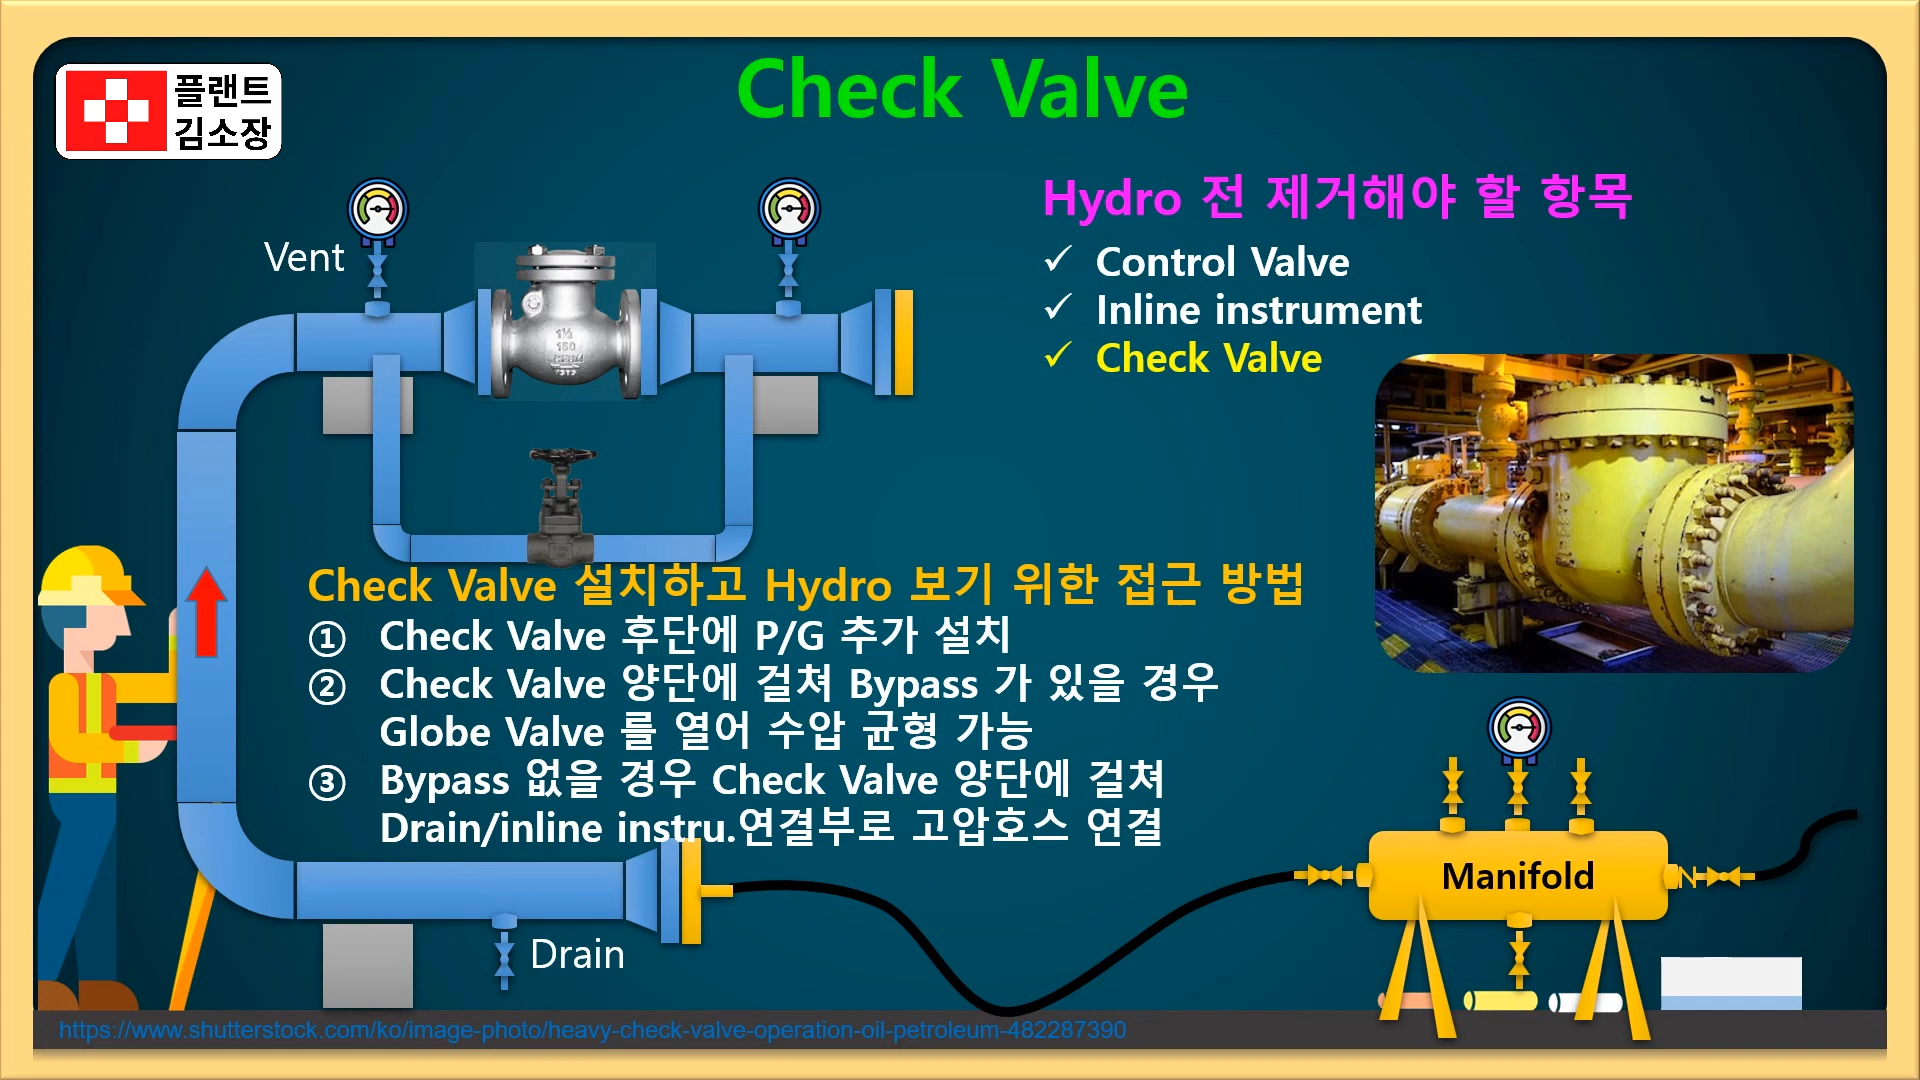 플랜트
김소장
Check Valve
Hydro 전 제거해야 할 항목
✓ Control Valve
✓ Inline instrument
✓ Check Valve
Vent
1½
150
Check Valve 설치하고 Hydro 보기 위한 접근 방법
① Check Valve 후단에 P/G 추가 설치
② Check Valve 양단에 걸쳐 Bypass 가 있을 경우
Globe Valve 를 열어 수압 균형 가능
③ Bypass 없을 경우 Check Valve 양단에 걸쳐
Drain/inline instru.연결부로 고압호스 연결
Manifold
N
Drain
https://www.shutterstock.com/ko/image-photo/heavy-check-valve-operation-oil-petroleum-482287390